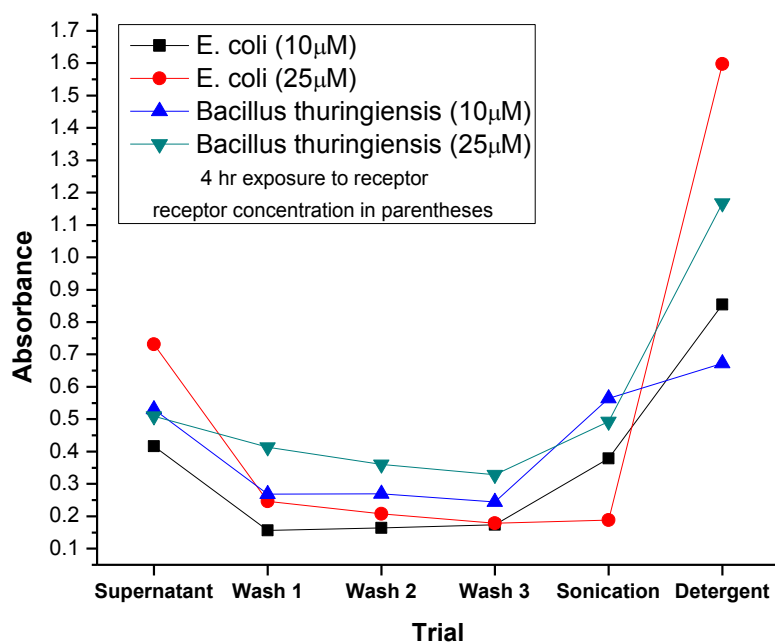 1.7
1.6
1.5
1.4
1.3
1.2
1.1
1.0
0.9
0.8
0.7
0.6
0.5
0.4
0.3
0.2
0.1
Absorbance
E. coli (10μM)
E. coli (25μM)
Bacillus thuringiensis (10μM)
Bacillus thuringiensis (25μM)
4 hr exposure to receptor
receptor concentration in parentheses
Supernatant Wash 1 Wash 2 Wash 3 Sonication Detergent
Trial